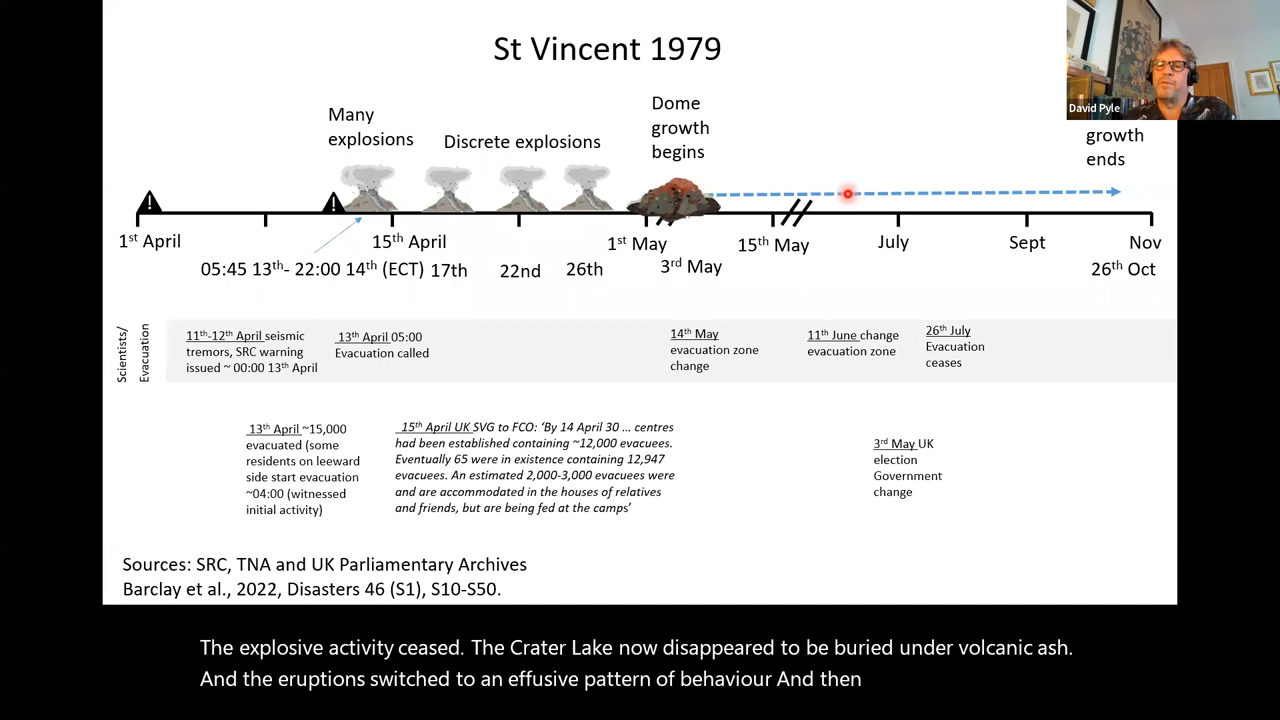 St Vincent 1979
David Pyle
Many
explosions
Discrete explosions
Dome
growth
begins
growth
ends
1st April
15th April
1st May
15th May
July
Sept
Nov
05:45 13th- 22:00 14th (ECT)
17th
22nd
26th
3rd May
26th Oct
Scientists/
Evacuation
11th-12th April seismic
tremors, SRC warning
issued ~ 00:00 13th April
13th April 05:00
Evacuation called
14th May
evacuation zone
change
11th June change
evacuation zone
26th July
Evacuation
ceases
13th April ~15,000
evacuated (some
residents on leeward
side start evacuation
~04:00 (witnessed
initial activity)
15th April UK SVG to FCO: ‘By 14 April 30 … centres
had been established containing ~12,000 evacuees.
Eventually 65 were in existence containing 12,947
evacuees. An estimated 2,000-3,000 evacuees were
and are accommodated in the houses of relatives
and friends, but are being fed at the camps’
3rd May UK
election
Government
change
Sources: SRC, TNA and UK Parliamentary Archives
Barclay et al., 2022, Disasters 46 (S1), S10-S50.
The explosive activity ceased. The Crater Lake now disappeared to be buried under volcanic ash.
And the eruptions switched to an effusive pattern of behaviour And then